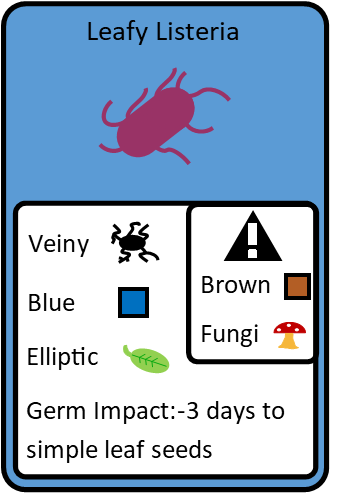 Leafy Listeria
Veiny
Blue
Elliptic
Brown
Fungi
Germ Impact:-3 days to
simple leaf seeds